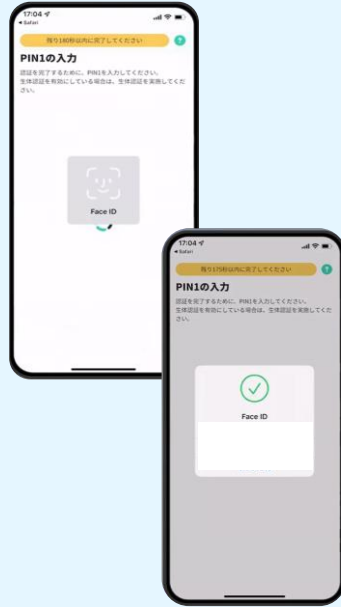 17:04
◀ Safari
残り180秒以内に完了してください
?
PIN1の入力
認証を完了するために、PIN1を入力してください。
生体認証を有効にしている場合は、生体認証を実施してくだ
さい。
Face ID
17:04
◀ Safari
残り175秒以内に完了してください
?
PIN1の入力
認証を完了するために、PIN1を入力してください。
生体認証を有効にしている場合は、生体認証を実施してくだ
さい。
Face ID